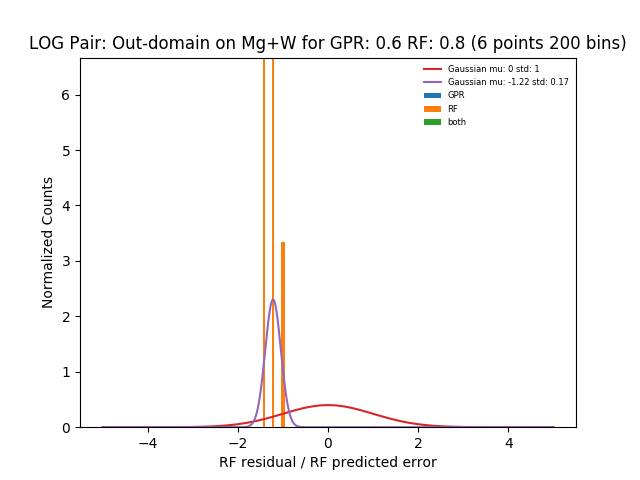 LOG Pair: Out-domain on Mg+W for GPR: 0.6 RF: 0.8 (6 points 200 bins)
Gaussian mu: 0 std: 1
Gaussian mu: -1.22 std: 0.17
GPR
RF
both
Normalized Counts
6
5
4
3
2
1
0
−4
−2
0
2
4
RF residual / RF predicted error